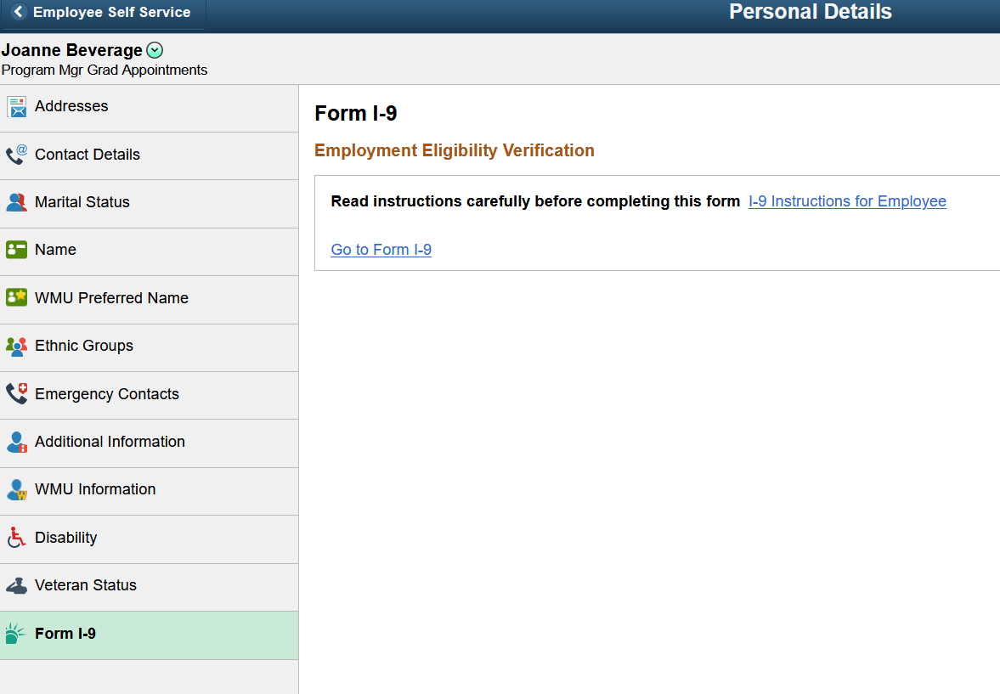 Employee Self Service
Personal Details
Joanne Beverage
Program Mgr Grad Appointments
Addresses
Contact Details
Marital Status
Name
WMU Preferred Name
Ethnic Groups
Emergency Contacts
Additional Information
WMU Information
Disability
Veteran Status
Form I-9
Form I-9
Employment Eligibility Verification
Read instructions carefully before completing this form I-9 Instructions for Employee
Go to Form I-9